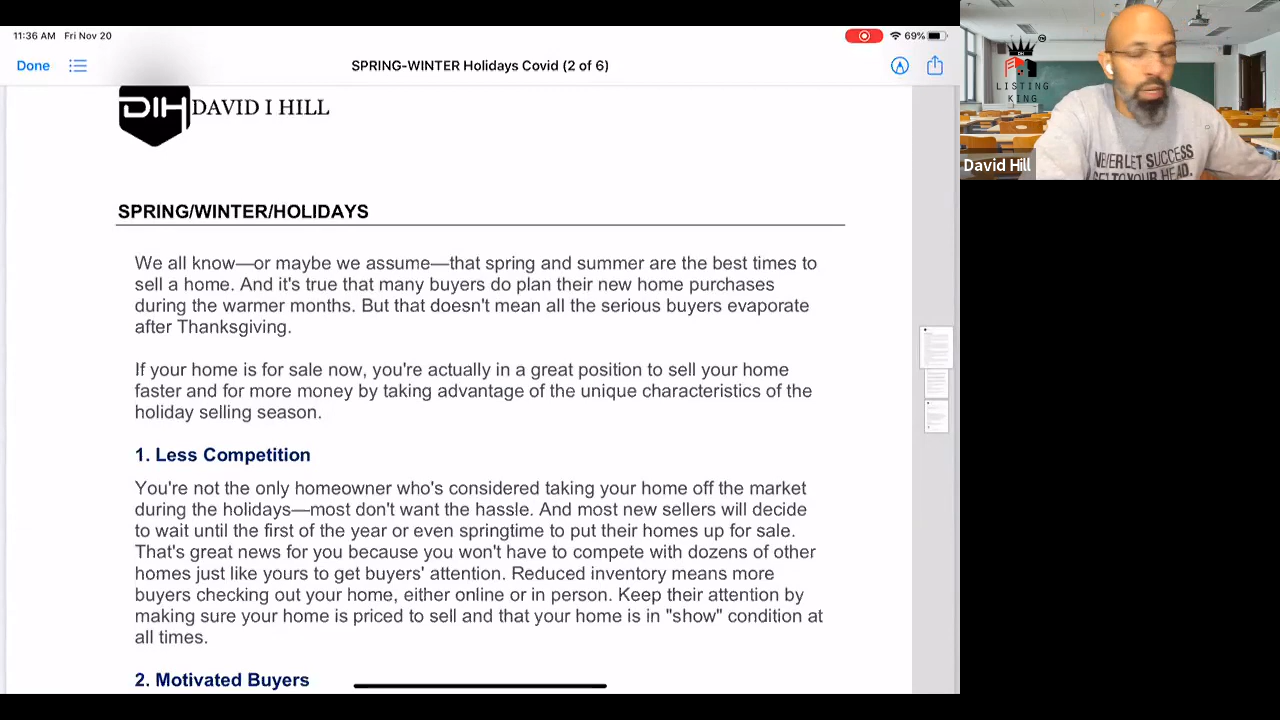 11:36 AM Fri Nov 20
69%
Done
SPRING-WINTER Holidays Covid (2 of 6)
DIH DAVID I HILL
SPRING/WINTER/HOLIDAYS
We all know—or maybe we assume—that spring and summer are the best times to
sell a home. And it's true that many buyers do plan their new home purchases
during the warmer months. But that doesn't mean all the serious buyers evaporate
after Thanksgiving.
If your home is for sale now, you're actually in a great position to sell your home
faster and for more money by taking advantage of the unique characteristics of the
holiday selling season.
1. Less Competition
You're not the only homeowner who's considered taking your home off the market
during the holidays—most don't want the hassle. And most new sellers will decide
to wait until the first of the year or even springtime to put their homes up for sale.
That's great news for you because you won't have to compete with dozens of other
homes just like yours to get buyers' attention. Reduced inventory means more
buyers checking out your home, either online or in person. Keep their attention by
making sure your home is priced to sell and that your home is in "show" condition at
all times.
2. Motivated Buyers
LISTING
KING
NEVER LET SUCCESS
GET TO YOUR HEAD.
David Hill